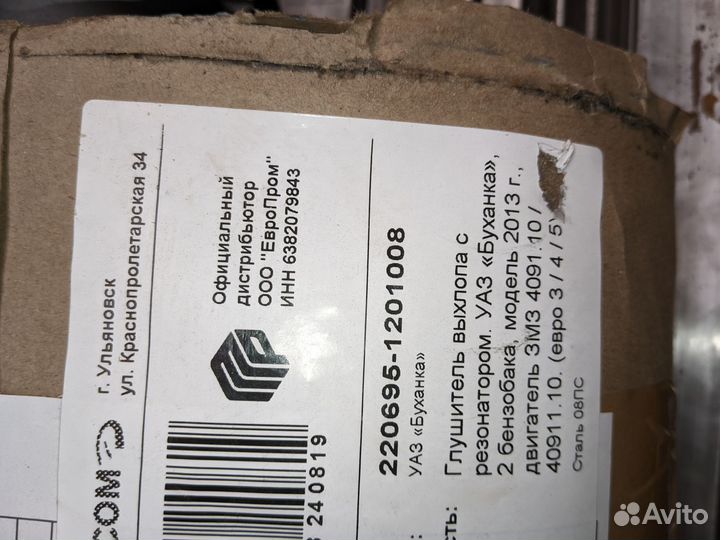 г. Ульяновск
ул. Краснопролетарская 34
Официальный
дистрибьютор
ООО "ЕвроПром"
ИНН 6382079843
240819
220695-1201008
УАЗ «Буханка»
Глушитель выхлопа с
резонатором. УАЗ «Буханка»,
2 бензобака, модель 2013 г.,
двигатель ЗМЗ 4091.10 /
40911.10. (евро 3 / 4 / 5)
Сталь 08ПС
Avito